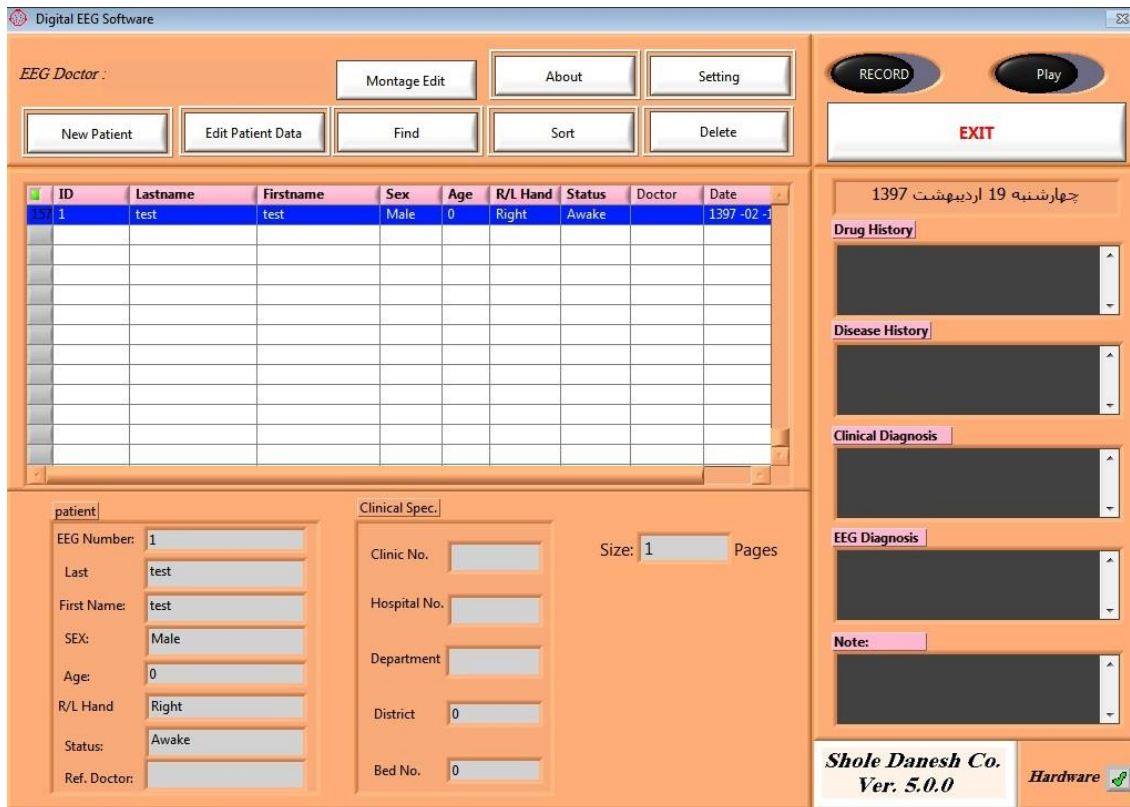 Digital EEG Software
EEG Doctor :
Montage Edit
About
Setting
New Patient
Edit Patient Data
Find
Sort
Delete
RECORD
Play
EXIT
ID Lastname Firstname Sex Age R/L Hand Status Doctor Date
157 1 test test Male 0 Right Awake 1397 -02 -1
patient
EEG Number: 1
Last test
First Name: test
SEX: Male
Age: 0
R/L Hand Right
Status: Awake
Ref. Doctor:
Clinical Spec.
Clinic No.
Hospital No.
Department
District 0
Bed No. 0
Size: 1 Pages
چهارشنبه 19 اردیبهشت 1397
Drug History
Disease History
Clinical Diagnosis
EEG Diagnosis
Note:
Shole Danesh Co.
Ver. 5.0.0
Hardware